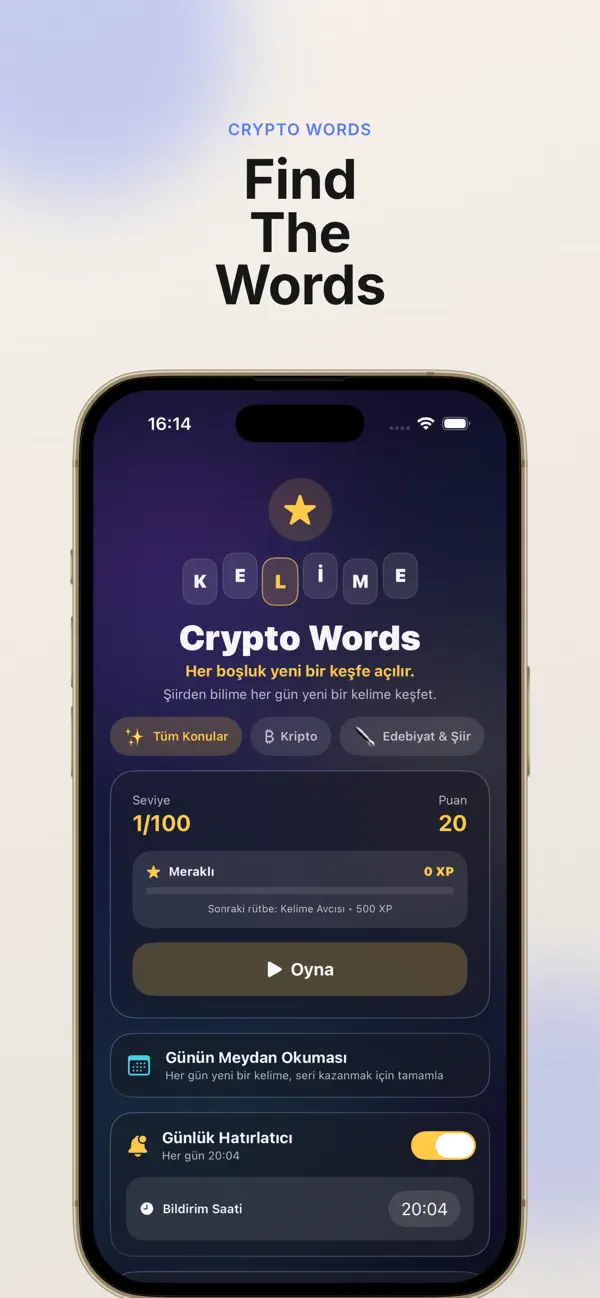 CRYPTO WORDS
Find
The
Words
16:14
K E L İ M E
Crypto Words
Her boşluk yeni bir keşfe açılır.
Şiirden bilime her gün yeni bir kelime keşfet.
Tüm Konular ₿ Kripto Edebiyat & Şiir
Seviye Puan
1/100 20
Meraklı 0 XP
Sonraki rütbe: Kelime Avcısı • 500 XP
Oyna
Günün Meydan Okuması
Her gün yeni bir kelime, seri kazanmak için tamamla
Günlük Hatırlatıcı
Her gün 20:04
Bildirim Saati 20:04